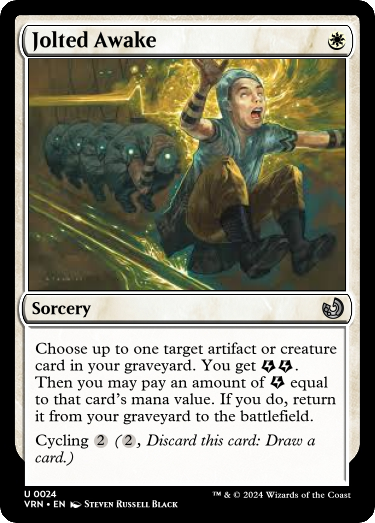 Jolted Awake
Sorcery
Choose up to one target artifact or creature
card in your graveyard. You get
.
Then you may pay an amount of equal
to that card's mana value. If you do, return
it from your graveyard to the battlefield.
Cycling 2 (2, Discard this card: Draw a
card.)
U 0024
VRN • EN Steven Russell Black
™ & © 2024 Wizards of the Coast